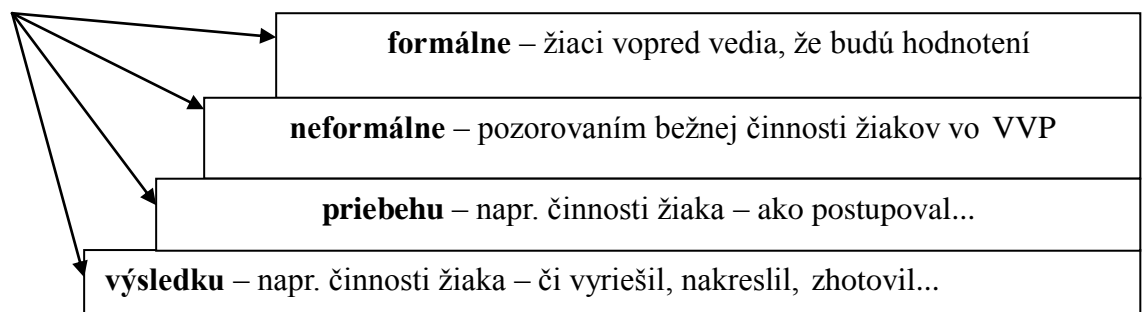 formálne – žiaci vopred vedia, že budú hodnotení
neformálne – pozorovaním bežnej činnosti žiakov vo VVP
priebehu – napr. činnosti žiaka – ako postupoval...
výsledku – napr. činnosti žiaka – či vyriešil, nakreslil, zhotovil...